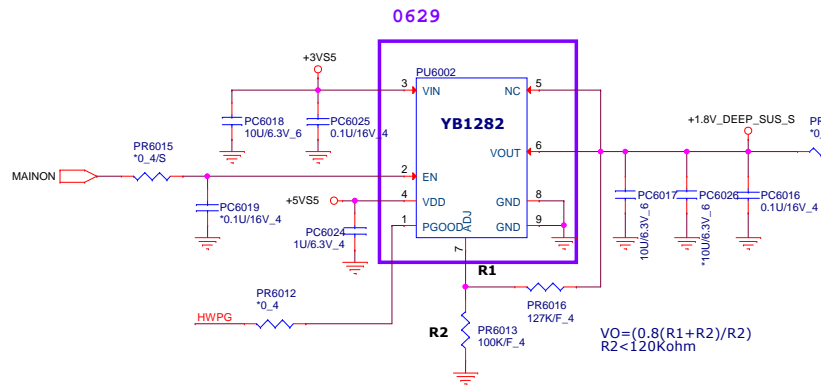 0629
+3VS5
PU6002
3
VIN
NC
5
PC6018
10U/6.3V_6
PC6025
0.1U/16V_4
YB1282
+1.8V_DEEP_SUS_S
PR
PR6015
*0_4/S
VOUT
6
MAINON
2
EN
PC6019
*0.1U/16V_4
+5VS5
4
VDD
GND
8
1
PGOOD
ADJ
GND
9
PC6017
10U/6.3V_6
PC6026
*10U/6.3V_6
PC6016
0.1U/16V_4
PC6024
1U/6.3V_4
7
R1
PR6012
*0_4
PR6016
127K/F_4
HWPG
R2
PR6013
100K/F_4
VO=(0.8(R1+R2)/R2)
R2<120Kohm